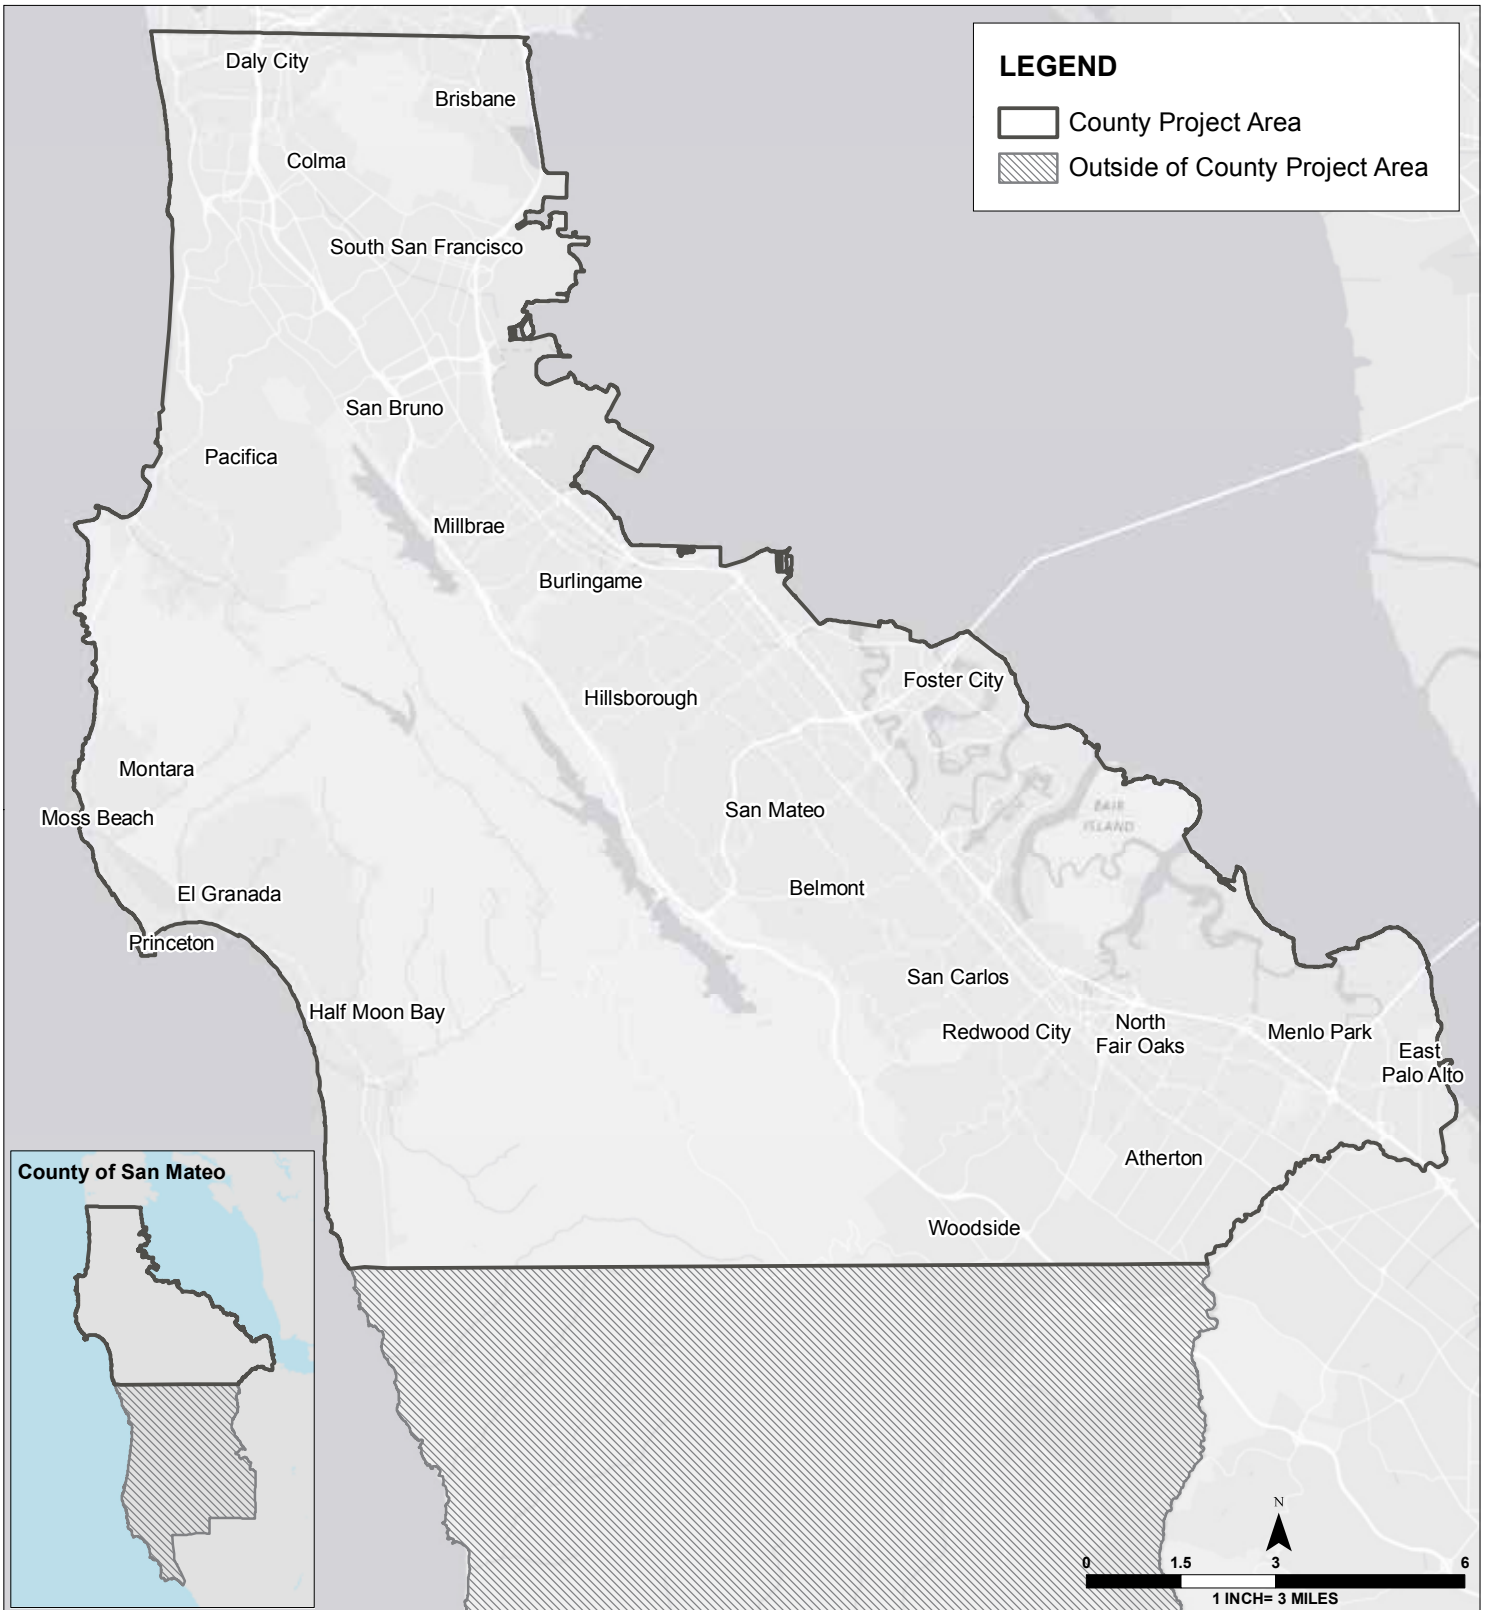 Daly City
Brisbane
Colma
South San Francisco
San Bruno
Pacifica
Millbrae
Burlingame
Hillsborough
Foster City
Montara
Moss Beach
San Mateo
BAIR
ISLAND
El Granada
Belmont
Princeton
San Carlos
Half Moon Bay
Redwood City
North
Fair Oaks
Menlo Park
East
Palo Alto
Atherton
Woodside
LEGEND
County Project Area
Outside of County Project Area
County of San Mateo
N
0 1.5 3 6
1 INCH= 3 MILES